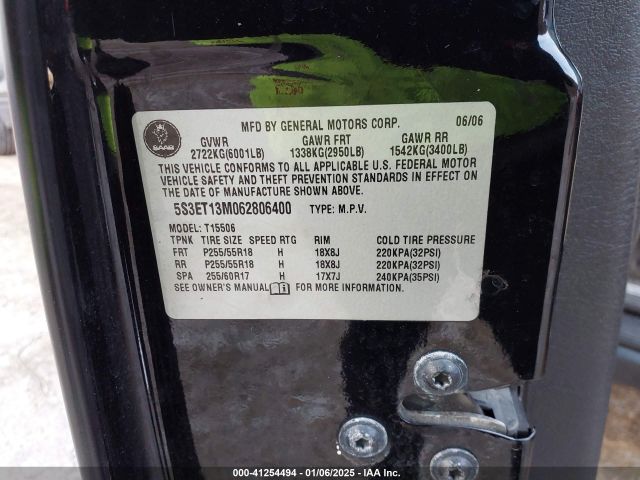 MFD BY GENERAL MOTORS CORP. 06/06
SAAB
GVWR GAWR FRT GAWR RR
2722KG(6001LB) 1338KG(2950LB) 1542KG(3400LB)
THIS VEHICLE CONFORMS TO ALL APPLICABLE U.S. FEDERAL MOTOR
VEHICLE SAFETY AND THEFT PREVENTION STANDARDS IN EFFECT ON
THE DATE OF MANUFACTURE SHOWN ABOVE.
5S3ET13M062806400 TYPE: M.P.V.
MODEL: T15506
TPNK TIRE SIZE SPEED RTG RIM COLD TIRE PRESSURE
FRT P255/55R18 H 18X8J 220KPA(32PSI)
RR P255/55R18 H 18X8J 220KPA(32PSI)
SPA 255/60R17 H 17X7J 240KPA(35PSI)
SEE OWNER'S MANUAL FOR MORE INFORMATION.
000-41254494 - 01/06/2025 - IAA Inc.